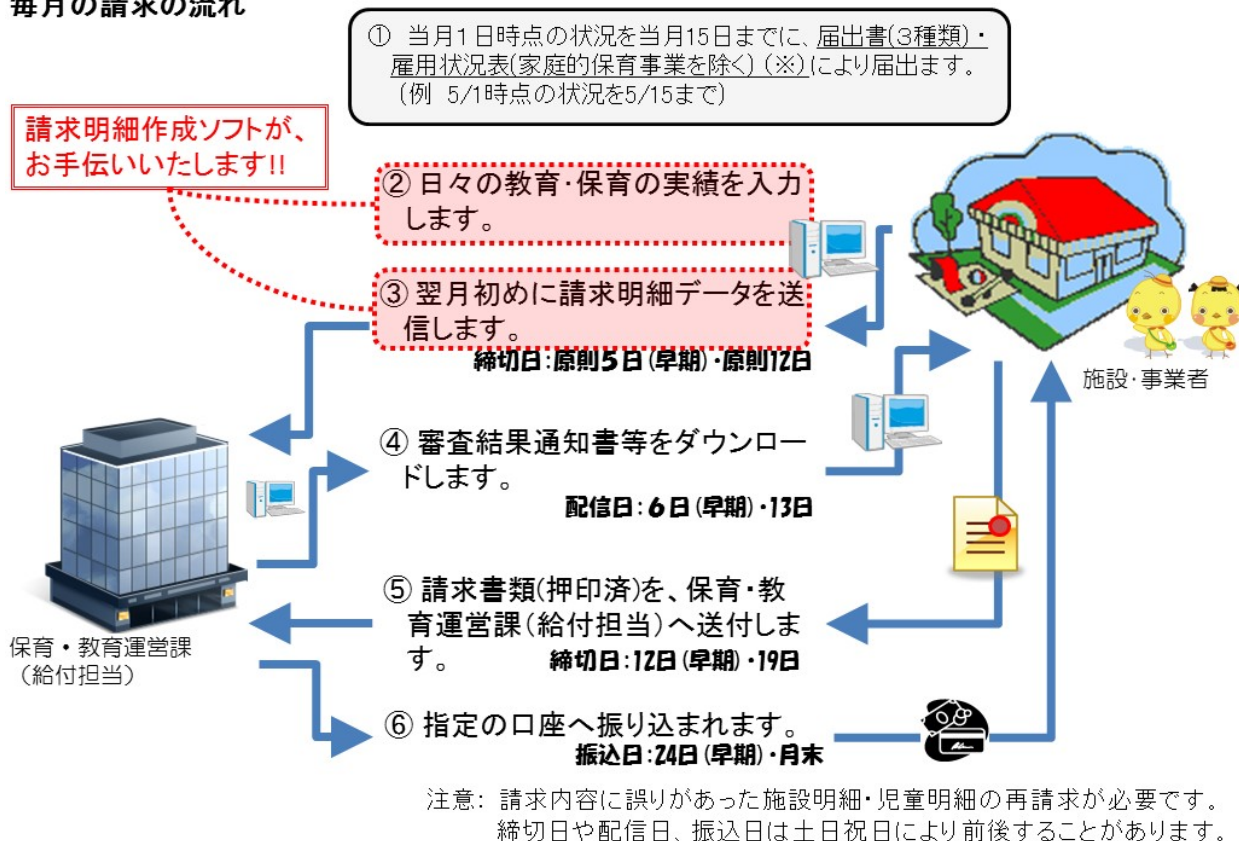 毎月の請求の流れ
① 当月1日時点の状況を当月15日までに、届出書(3種類)・
雇用状況表(家庭的保育事業を除く)(※)により届出ます。
(例 5/1時点の状況を5/15まで)
請求明細作成ソフトが、
お手伝いいたします!!
② 日々の教育・保育の実績を入力
します。
③ 翌月初めに請求明細データを送
信します。
締切日:原則5日(早期)・原則12日
施設・事業者
④ 審査結果通知書等をダウンロー
ドします。
配信日:6日(早期)・13日
⑤ 請求書類(押印済)を、保育・教
育運営課(給付担当)へ送付しま
す。 締切日:12日(早期)・19日
保育・教育運営課
(給付担当)
⑥ 指定の口座へ振り込まれます。
振込日:24日(早期)・月末
注意: 請求内容に誤りがあった施設明細・児童明細の再請求が必要です。
締切日や配信日、振込日は土日祝日により前後することがあります。